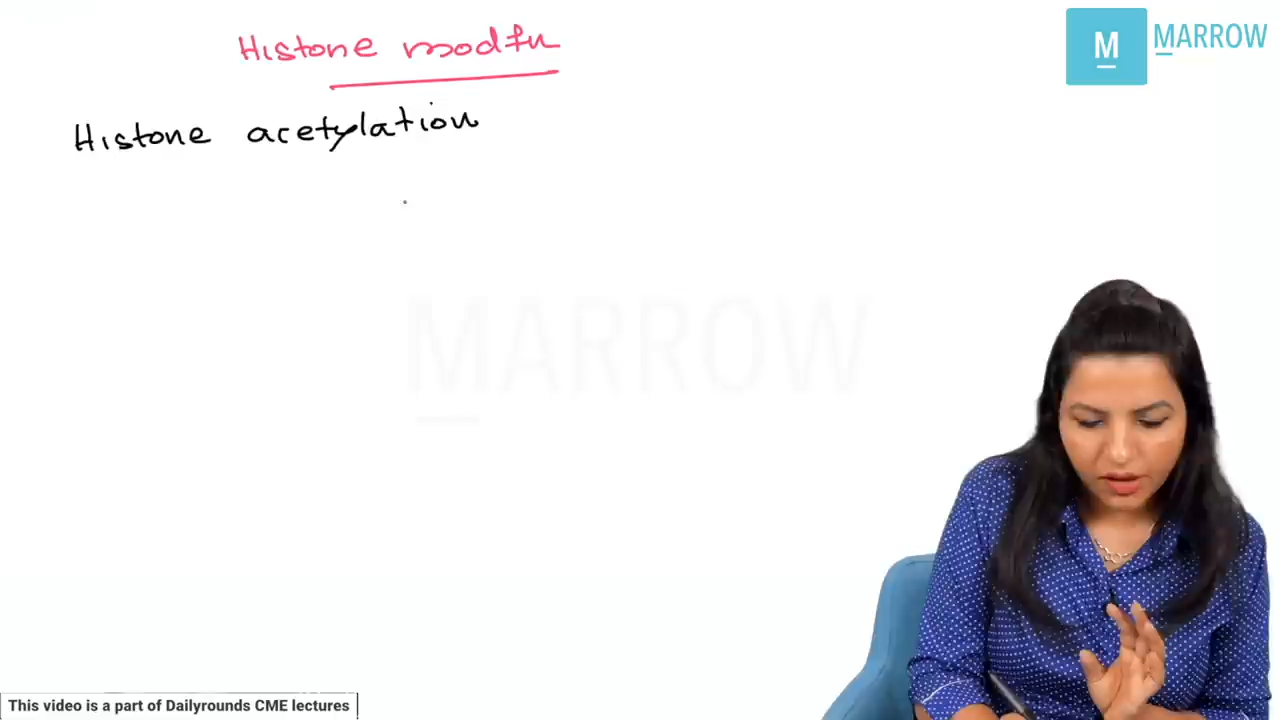 Histone modfn
M MARROW
Histone acetylation
MARROW
This video is a part of Dailyrounds CME lectures